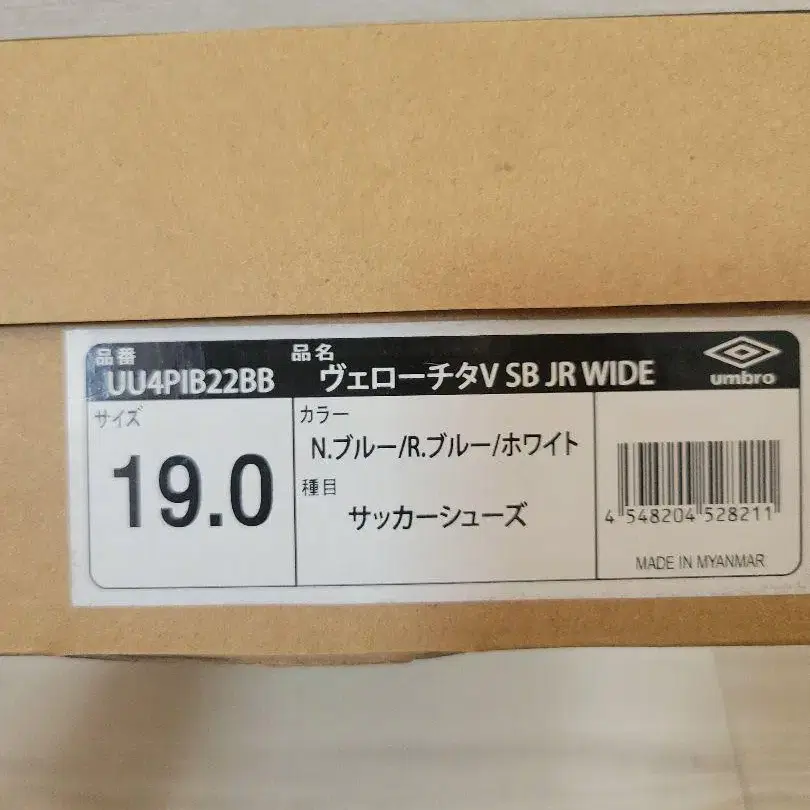 品番
UU4PIB22BB
品名
ヴェローチタV SB JR WIDE
umbro
サイズ
19.0
カラー
N.ブルー/R.ブルー/ホワイト
種目
サッカーシューズ
4 548204 528211
MADE IN MYANMAR